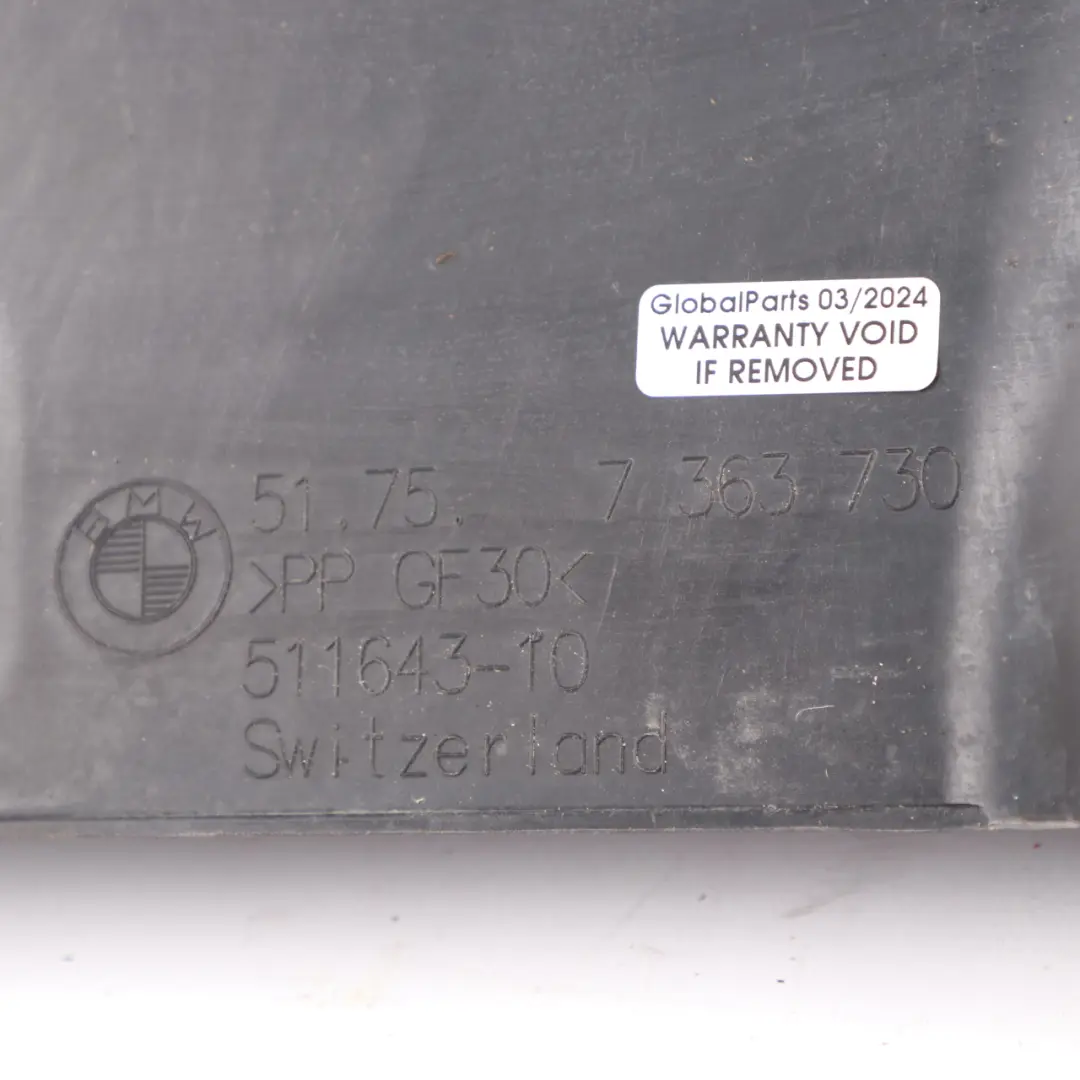 GlobalParts 03/2024
WARRANTY VOID
IF REMOVED
BMW
51.75. 7 363 730
>PP GF30<
511643-10
Switzerland